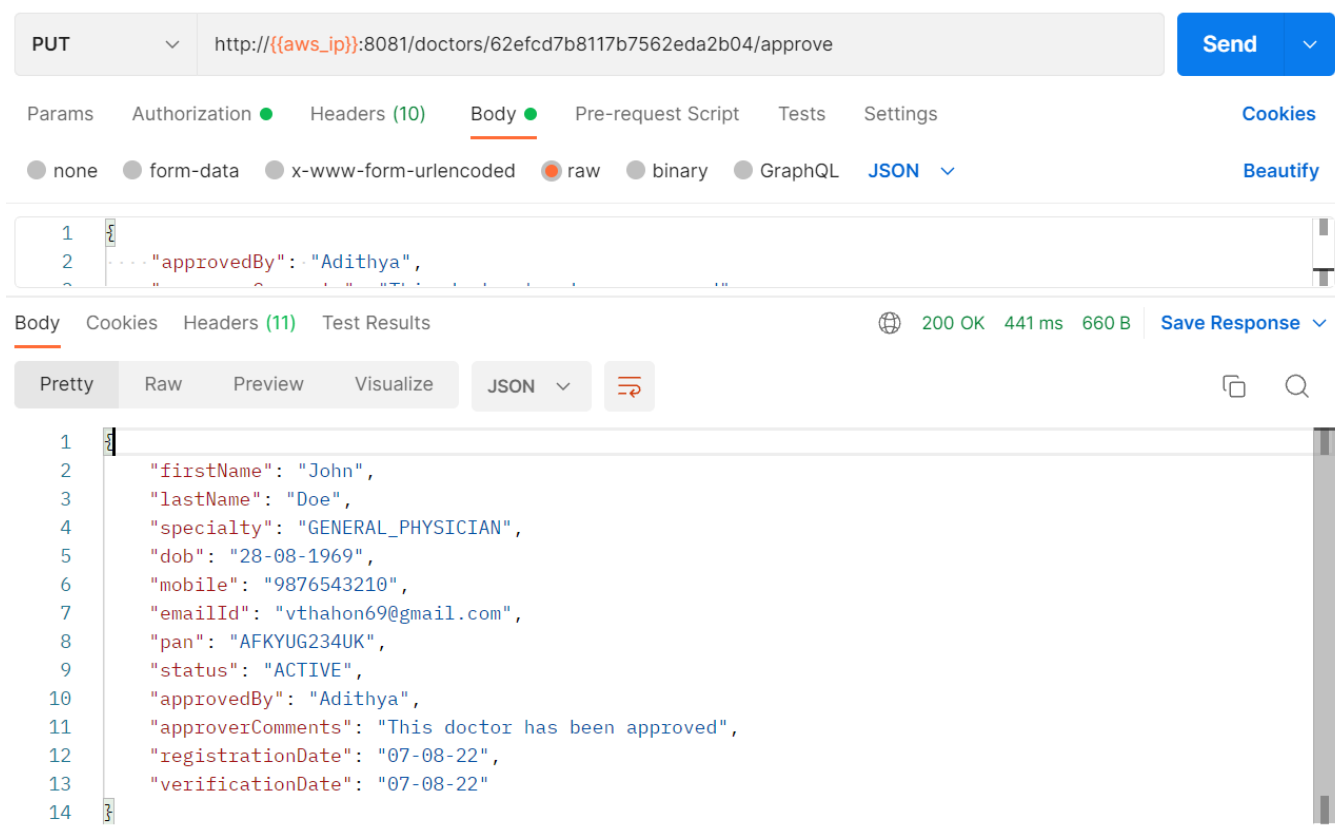 PUT http://{{aws_ip}}:8081/doctors/62efcd7b8117b7562eda2b04/approve Send
Params Authorization Headers (10) Body Pre-request Script Tests Settings Cookies
none form-data x-www-form-urlencoded raw binary GraphQL JSON Beautify
1 {
2 "approvedBy": "Adithya",
Body Cookies Headers (11) Test Results 200 OK 441 ms 660 B Save Response
Pretty Raw Preview Visualize JSON
1 {
2 "firstName": "John",
3 "lastName": "Doe",
4 "specialty": "GENERAL_PHYSICIAN",
5 "dob": "28-08-1969",
6 "mobile": "9876543210",
7 "emailId": "vthahon69@gmail.com",
8 "pan": "AFKYUG234UK",
9 "status": "ACTIVE",
10 "approvedBy": "Adithya",
11 "approverComments": "This doctor has been approved",
12 "registrationDate": "07-08-22",
13 "verificationDate": "07-08-22"
14 }